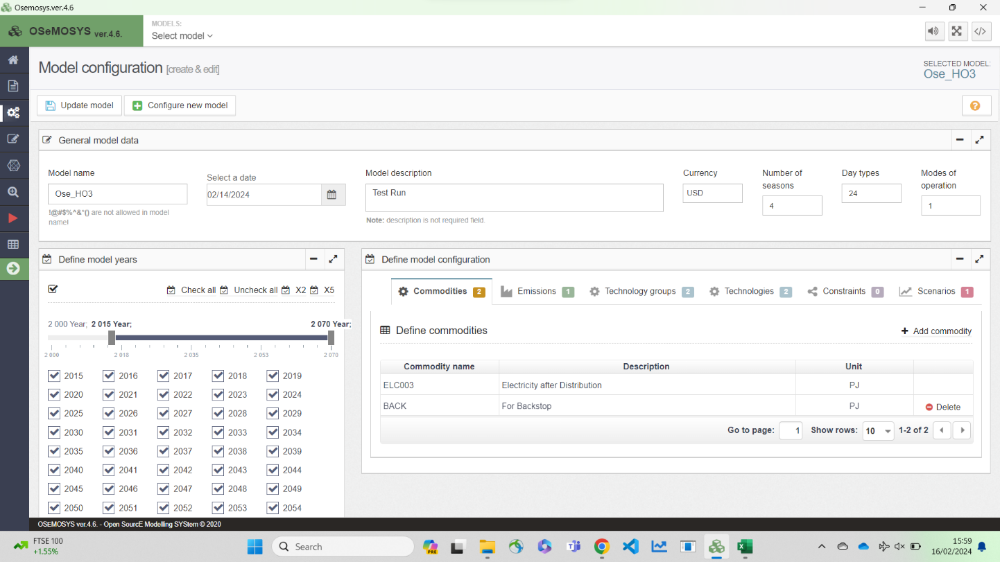 Osemosys.ver.4.6
OSeMOSYS ver.4.6.
MODELS:
Select model
Model configuration [create & edit]
SELECTED MODEL:
Ose_HO3
Update model
Configure new model
General model data
Model name
Ose_HO3
!@#$%^&*() are not allowed in model
name!
Select a date
02/14/2024
Model description
Test Run
Note: description is not required field.
Currency
USD
Number of
seasons
4
Day types
24
Modes of
operation
1
Define model years
Check all Uncheck all X2 X5
2 000 Year; 2 015 Year; 2 070 Year;
2 000 2 018 2 035 2 053 2 070
2015 2016 2017 2018 2019
2020 2021 2022 2023 2024
2025 2026 2027 2028 2029
2030 2031 2032 2033 2034
2035 2036 2037 2038 2039
2040 2041 2042 2043 2044
2045 2046 2047 2048 2049
2050 2051 2052 2053 2054
Define model configuration
Commodities 2 Emissions 1 Technology groups 2 Technologies 2 Constraints 0 Scenarios 1
Define commodities
Add commodity
Commodity name Description Unit
ELC003 Electricity after Distribution PJ
BACK For Backstop PJ Delete
Go to page: 1 Show rows: 10 1-2 of 2
OSEMOSYS ver.4.6. - Open SourcE Modelling SYStem © 2020
FTSE 100
+1.55%
Search
PRE
15:59
16/02/2024